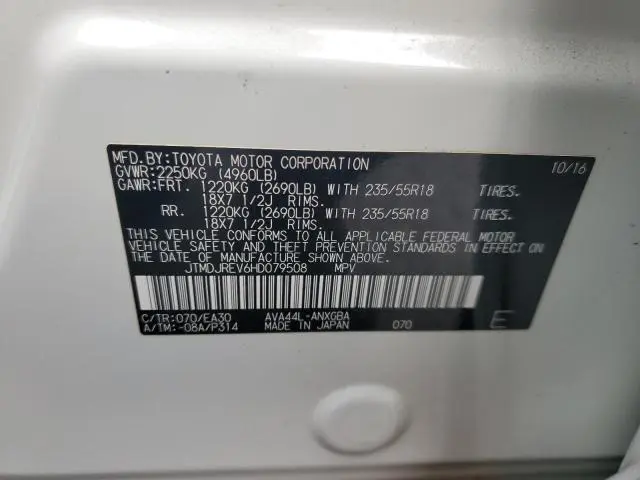 MFD.BY:TOYOTA MOTOR CORPORATION 10/16
GVWR:2250KG (4960LB)
GAWR:FRT. 1220KG (2690LB) WITH 235/55R18 TIRES.
18X7 1/2J RIMS.
RR. 1220KG (2690LB) WITH 235/55R18 TIRES.
18X7 1/2J RIMS.
THIS VEHICLE CONFORMS TO ALL APPLICABLE FEDERAL MOTOR
VEHICLE SAFETY AND THEFT PREVENTION STANDARDS IN EFFECT ON
THE DATE OF MANUFACTURE SHOWN ABOVE.
JTMDJREV6HD079508 MPV
C/TR:070/EA30 AVA44L-ANXGBA
A/TM:-08A/P314 MADE IN JAPAN 070 E